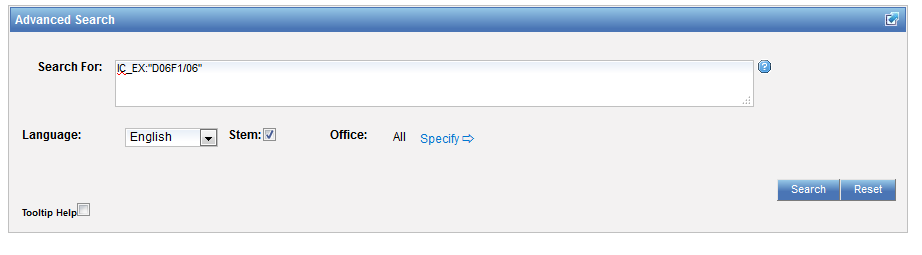 Advanced Search
Search For: IC_EX:"D06F1/06"
Language: English Stem: Office: All Specify
Search Reset
Tooltip Help